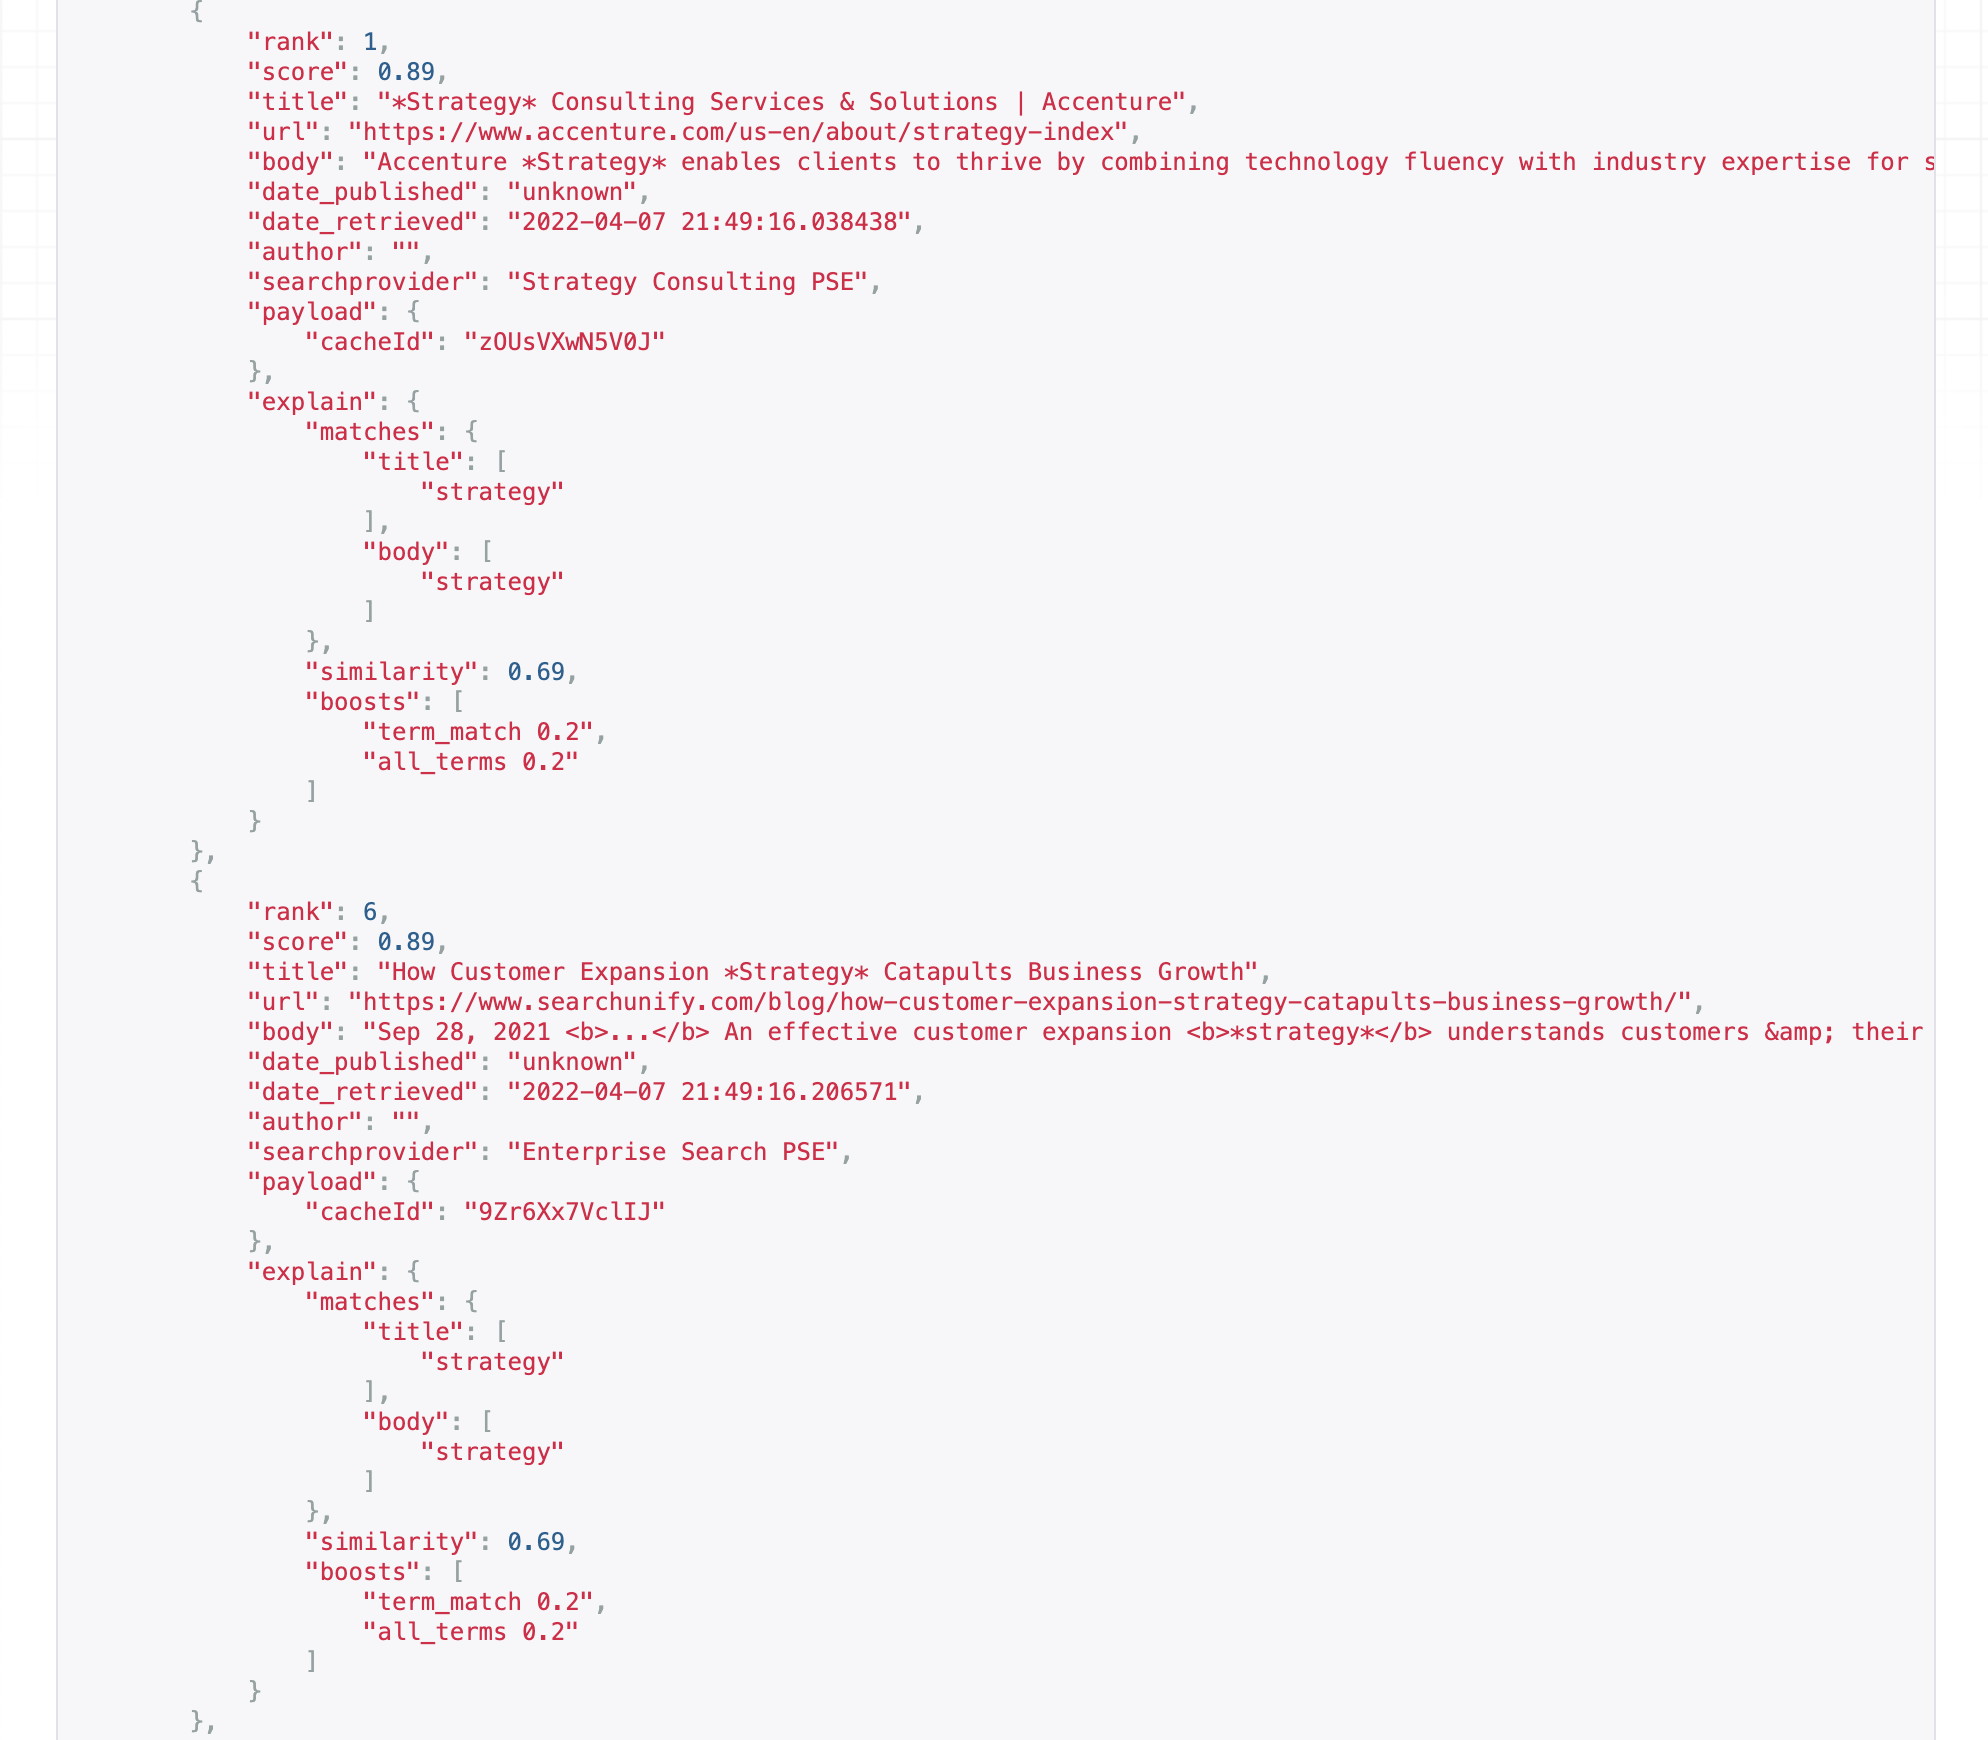 {
"rank": 1,
"score": 0.89,
"title": "*Strategy* Consulting Services & Solutions | Accenture",
"url": "https://www.accenture.com/us-en/about/strategy-index",
"body": "Accenture *Strategy* enables clients to thrive by combining technology fluency with industry expertise for s
"date_published": "unknown",
"date_retrieved": "2022-04-07 21:49:16.038438",
"author": "",
"searchprovider": "Strategy Consulting PSE",
"payload": {
"cacheId": "zOUsVXwN5V0J"
},
"explain": {
"matches": {
"title": [
"strategy"
],
"body": [
"strategy"
]
},
"similarity": 0.69,
"boosts": [
"term_match 0.2",
"all_terms 0.2"
]
}
},
{
"rank": 6,
"score": 0.89,
"title": "How Customer Expansion *Strategy* Catapults Business Growth",
"url": "https://www.searchunify.com/blog/how-customer-expansion-strategy-catapults-business-growth/",
"body": "Sep 28, 2021 <b>...</b> An effective customer expansion <b>*strategy*</b> understands customers &amp; their
"date_published": "unknown",
"date_retrieved": "2022-04-07 21:49:16.206571",
"author": "",
"searchprovider": "Enterprise Search PSE",
"payload": {
"cacheId": "9Zr6Xx7VclIJ"
},
"explain": {
"matches": {
"title": [
"strategy"
],
"body": [
"strategy"
]
},
"similarity": 0.69,
"boosts": [
"term_match 0.2",
"all_terms 0.2"
]
}
},